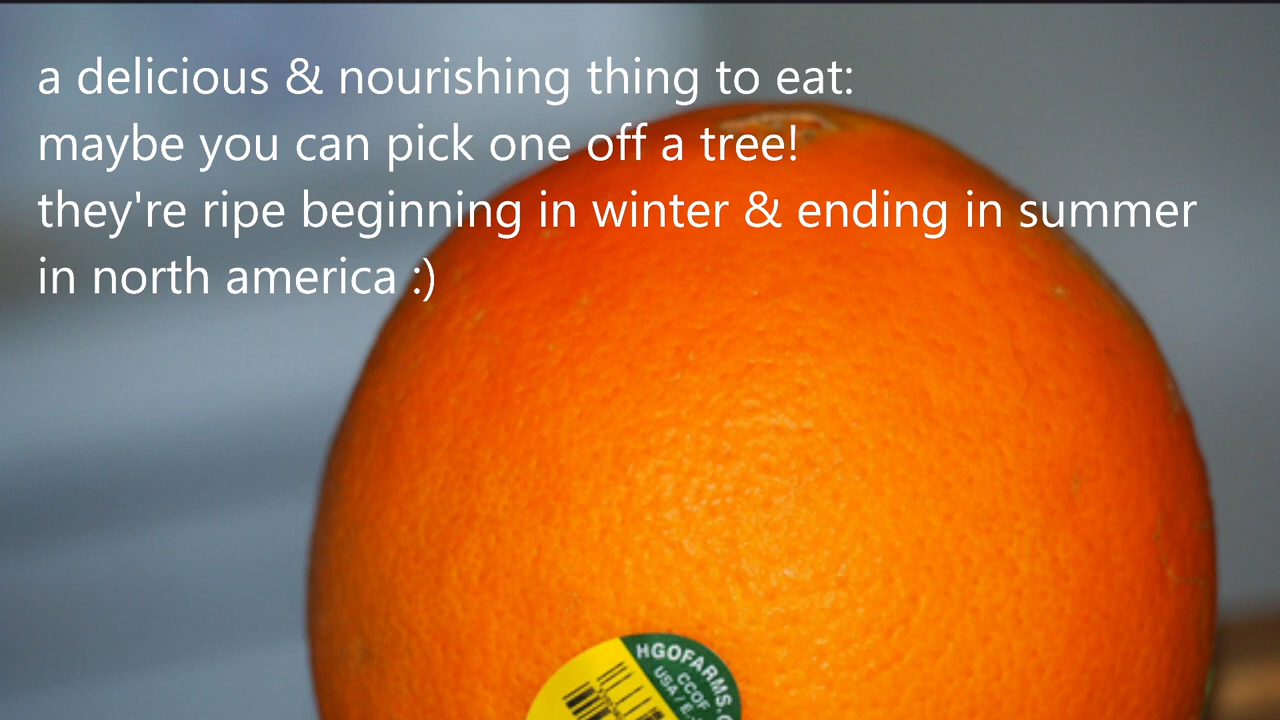 a delicious & nourishing thing to eat:
maybe you can pick one off a tree!
they're ripe beginning in winter & ending in summer
in north america :)
HGOFARMS.
CCOF
USA / E